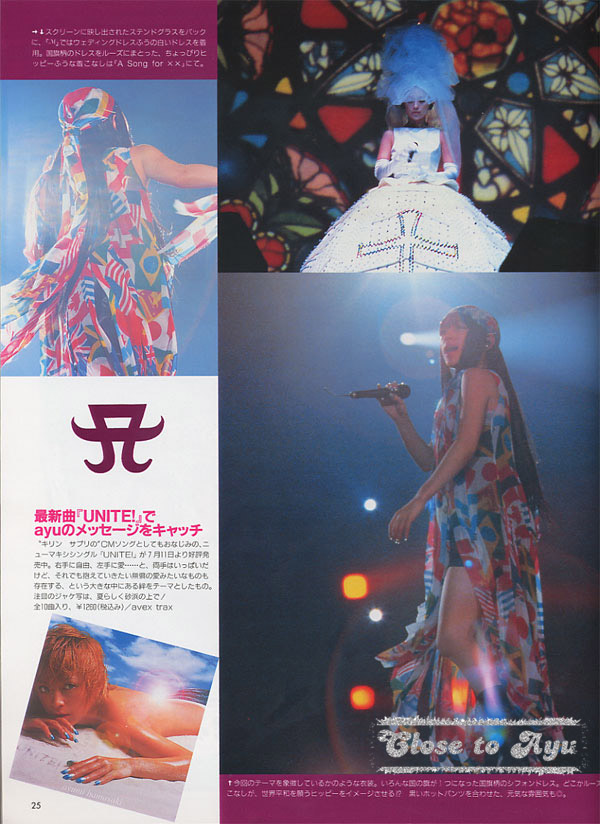 →↓スクリーンに映し出されたステンドグラスをバック
に、「M」ではウェディングドレスふうの白いドレスを着
用。国旗柄のドレスをルーズにまとった、ちょっぴりヒ
ッピーふうな着こなしは「A Song for ××」にて。
最新曲『UNITE!』で
ayuのメッセージをキャッチ
“キリン サプリの”CMソングとしてもおなじみの、ニ
ューマキシシングル「UNITE!」が7月11日より好評発
売中。右手に自由、左手に愛……と、両手はいっぱいだ
けど、それでも抱えていきたい無償の愛みたいなものも
存在する、という大きな中にある絆をテーマとしたもの。
注目のジャケ写は、夏らしく砂浜の上で!
全10曲入り、¥1260(税込み)/avex trax
UNITE!
ayumi hamasaki
Close to Ayu
↑今回のテーマを象徴しているかのような衣装。いろんな国の旗が1つになった国旗柄のシフォンドレス。どこかルーズ
こなしが、世界平和を願うヒッピーをイメージさせる!? 黒いホットパンツを合わせた、元気な雰囲気も◎。
25